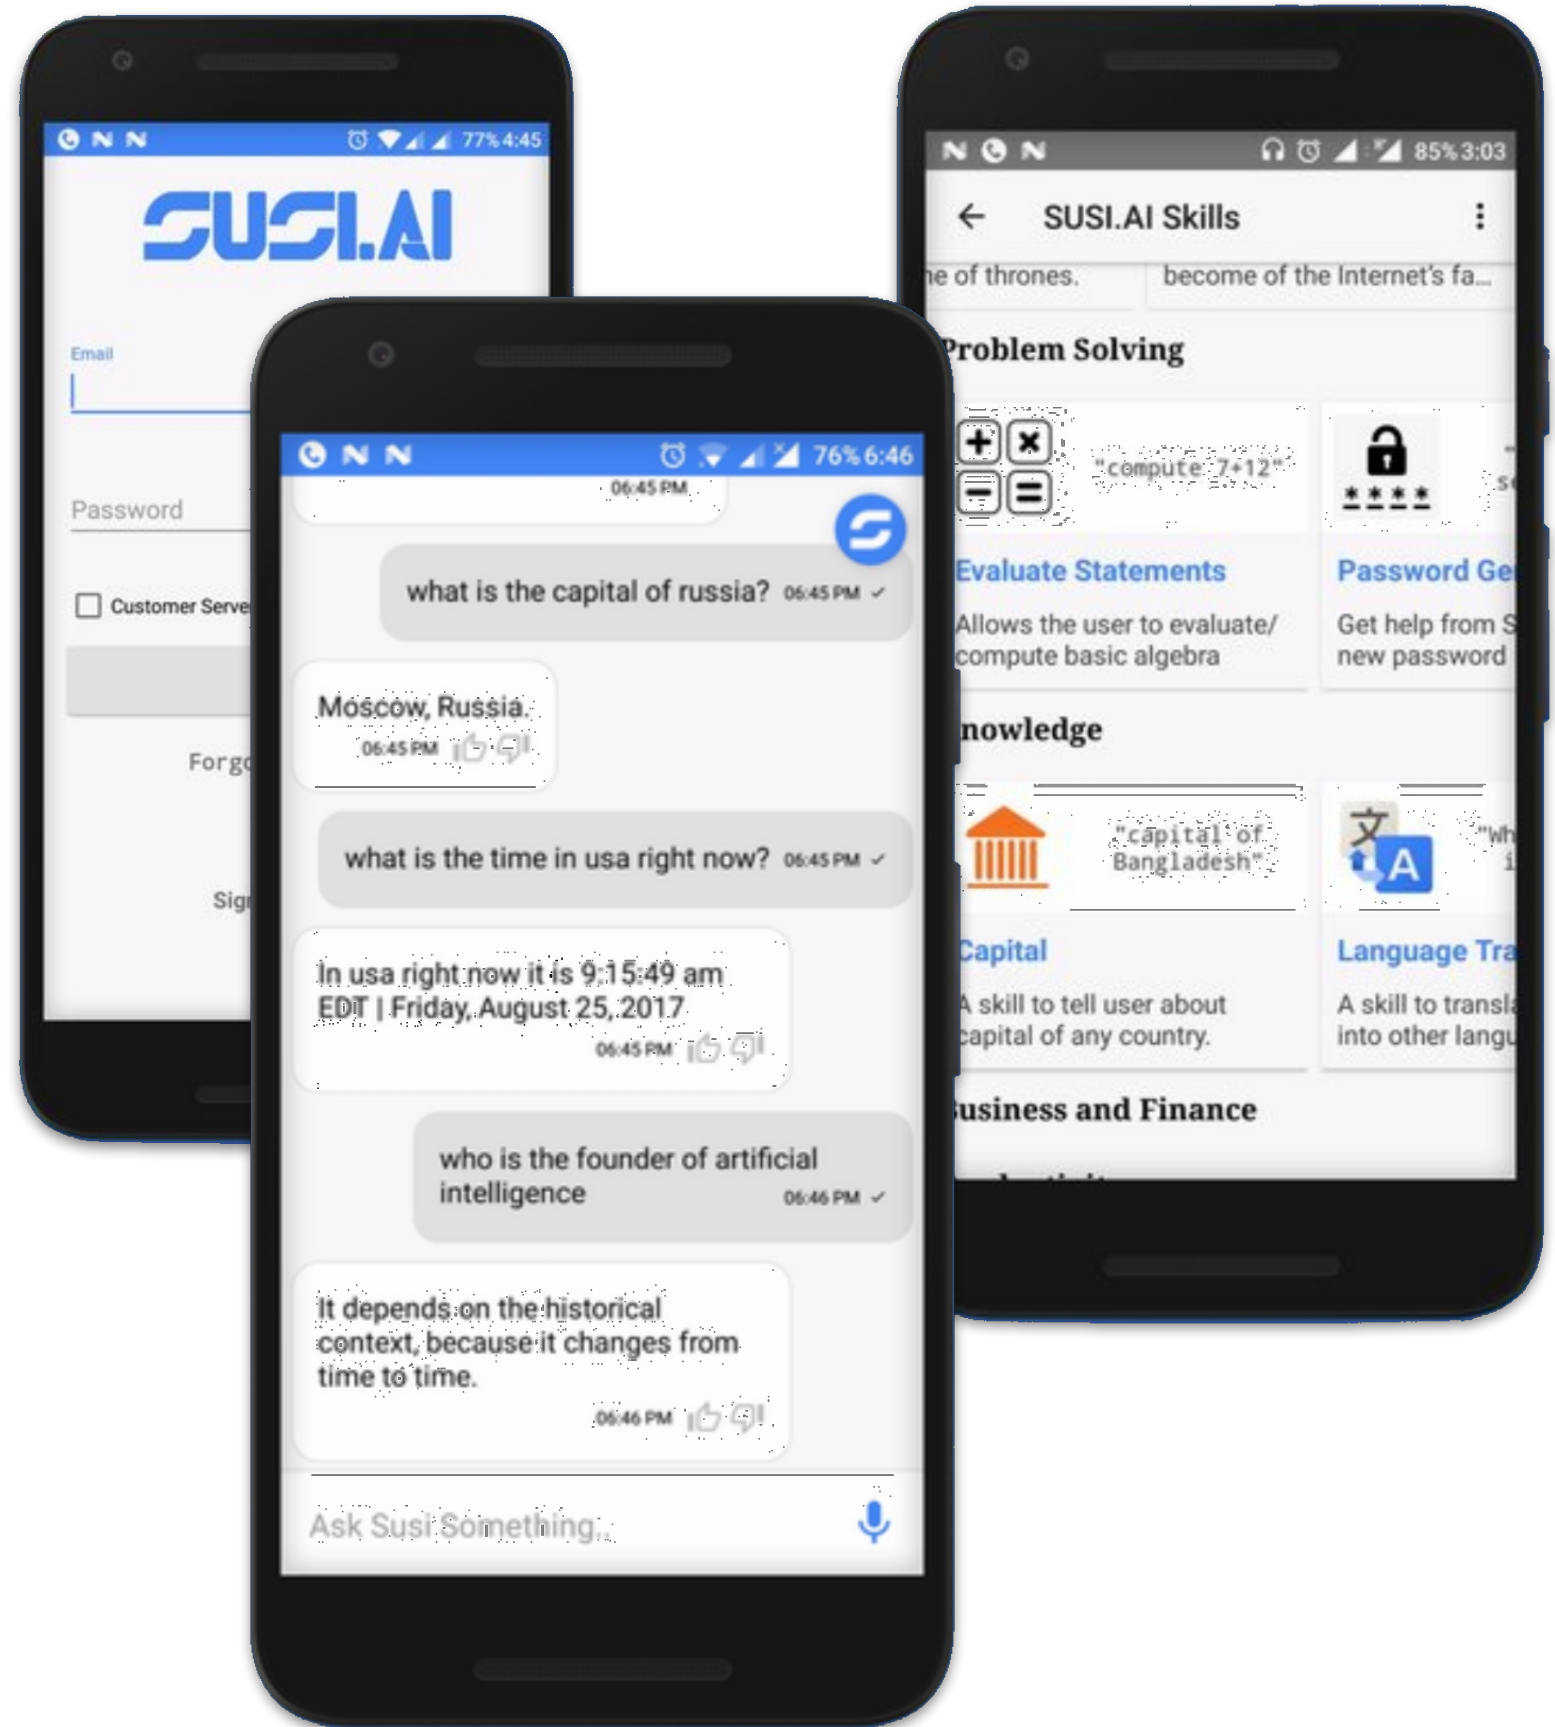 77% 4:45
SUSI.AI
Email
Password
Customer Serve
Forgo
Sign
76% 6:46
06:45 PM
what is the capital of russia? 06:45 PM
Moscow, Russia.
06:45 PM
what is the time in usa right now? 06:45 PM
In usa right now it is 9:15:49 am
EDT | Friday, August 25, 2017
06:45 PM
who is the founder of artificial
intelligence 06:46 PM
It depends on the historical
context, because it changes from
time to time.
06:46 PM
Ask Susi Something..
85% 3:03
SUSI.AI Skills
ne of thrones.
become of the Internet's fa...
Problem Solving
"compute 7+12"
Evaluate Statements
Allows the user to evaluate/
compute basic algebra
Password Ge
Get help from S
new password
nowledge
"capital of
Bangladesh"
文 A
"Wh
i
Capital
A skill to tell user about
capital of any country.
Language Tra
A skill to transla
into other langu
Business and Finance